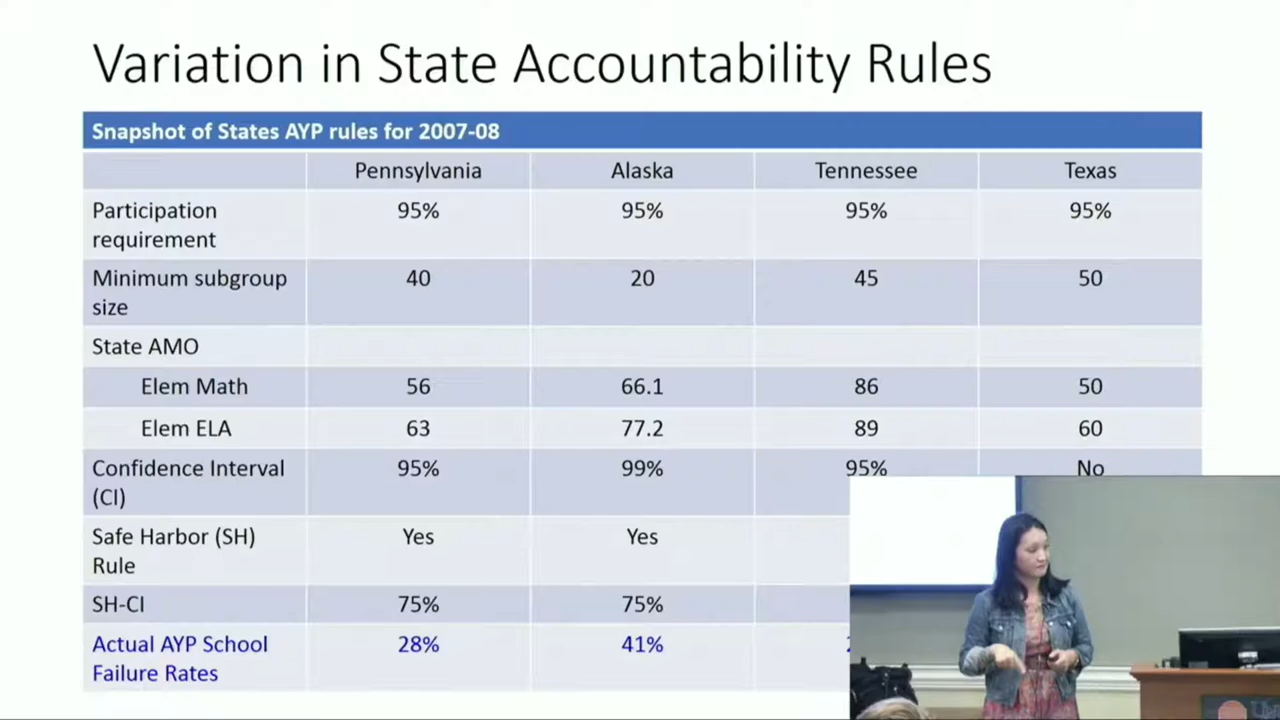 Variation in State Accountability Rules
Snapshot of States AYP rules for 2007-08
Pennsylvania Alaska Tennessee Texas
Participation requirement 95% 95% 95% 95%
Minimum subgroup size 40 20 45 50
State AMO
Elem Math 56 66.1 86 50
Elem ELA 63 77.2 89 60
Confidence Interval (CI) 95% 99% 95% No
Safe Harbor (SH) Rule Yes Yes
SH-CI 75% 75%
Actual AYP School Failure Rates 28% 41%